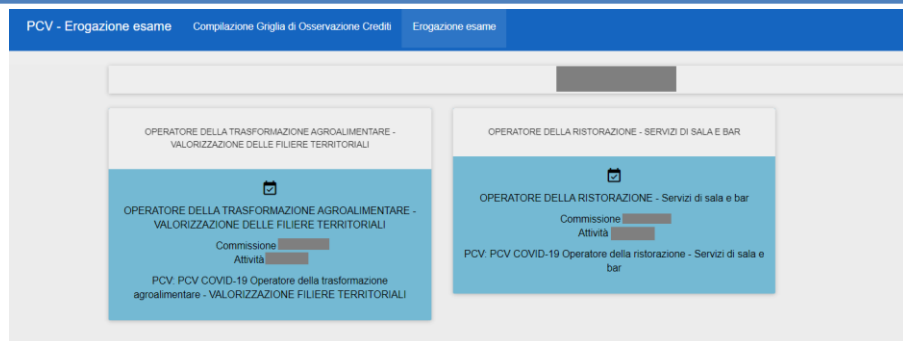 PCV - Erogazione esame
Compilazione Griglia di Osservazione Crediti
Erogazione esame
OPERATORE DELLA TRASFORMAZIONE AGROALIMENTARE -
VALORIZZAZIONE DELLE FILIERE TERRITORIALI
OPERATORE DELLA TRASFORMAZIONE AGROALIMENTARE -
VALORIZZAZIONE DELLE FILIERE TERRITORIALI
Commissione
Attività
PCV: PCV COVID-19 Operatore della trasformazione
agroalimentare - VALORIZZAZIONE FILIERE TERRITORIALI
OPERATORE DELLA RISTORAZIONE - SERVIZI DI SALA E BAR
OPERATORE DELLA RISTORAZIONE - Servizi di sala e bar
Commissione
Attività
PCV: PCV COVID-19 Operatore della ristorazione - Servizi di sala e
bar